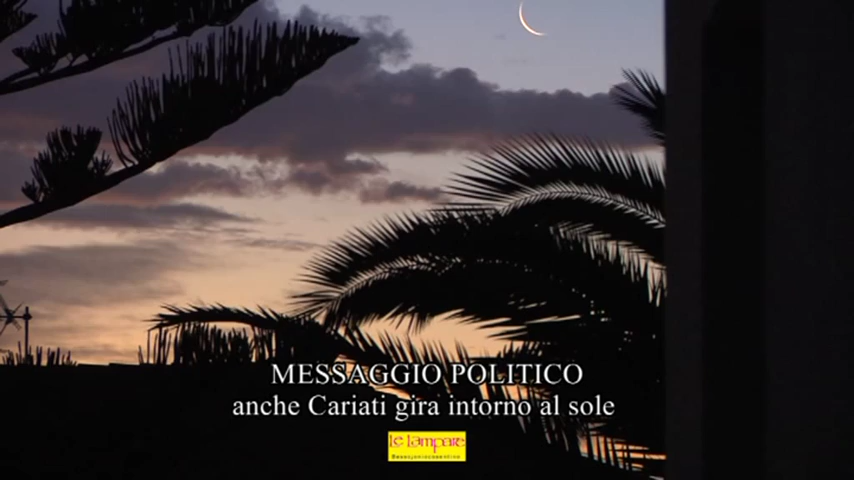 MESSAGGIO POLITICO
anche Cariati gira intorno al sole
le lampare